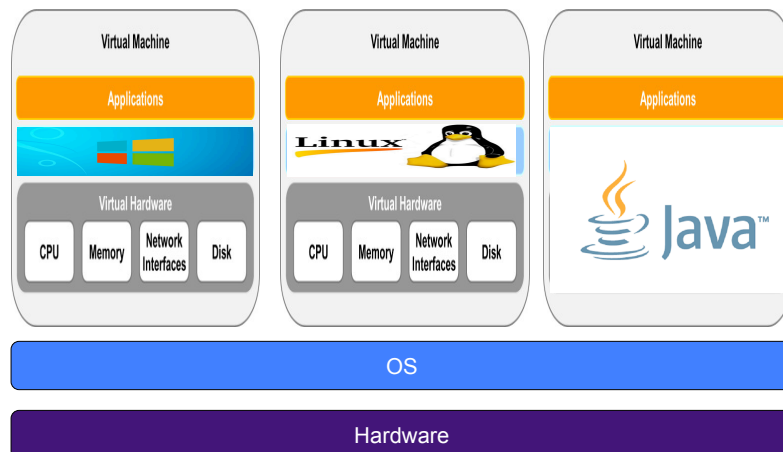 Virtual Machine
Applications
Virtual Hardware
CPU
Memory
Network
Interfaces
Disk
Virtual Machine
Applications
Linux
Virtual Hardware
CPU
Memory
Network
Interfaces
Disk
Virtual Machine
Applications
Java™
OS
Hardware